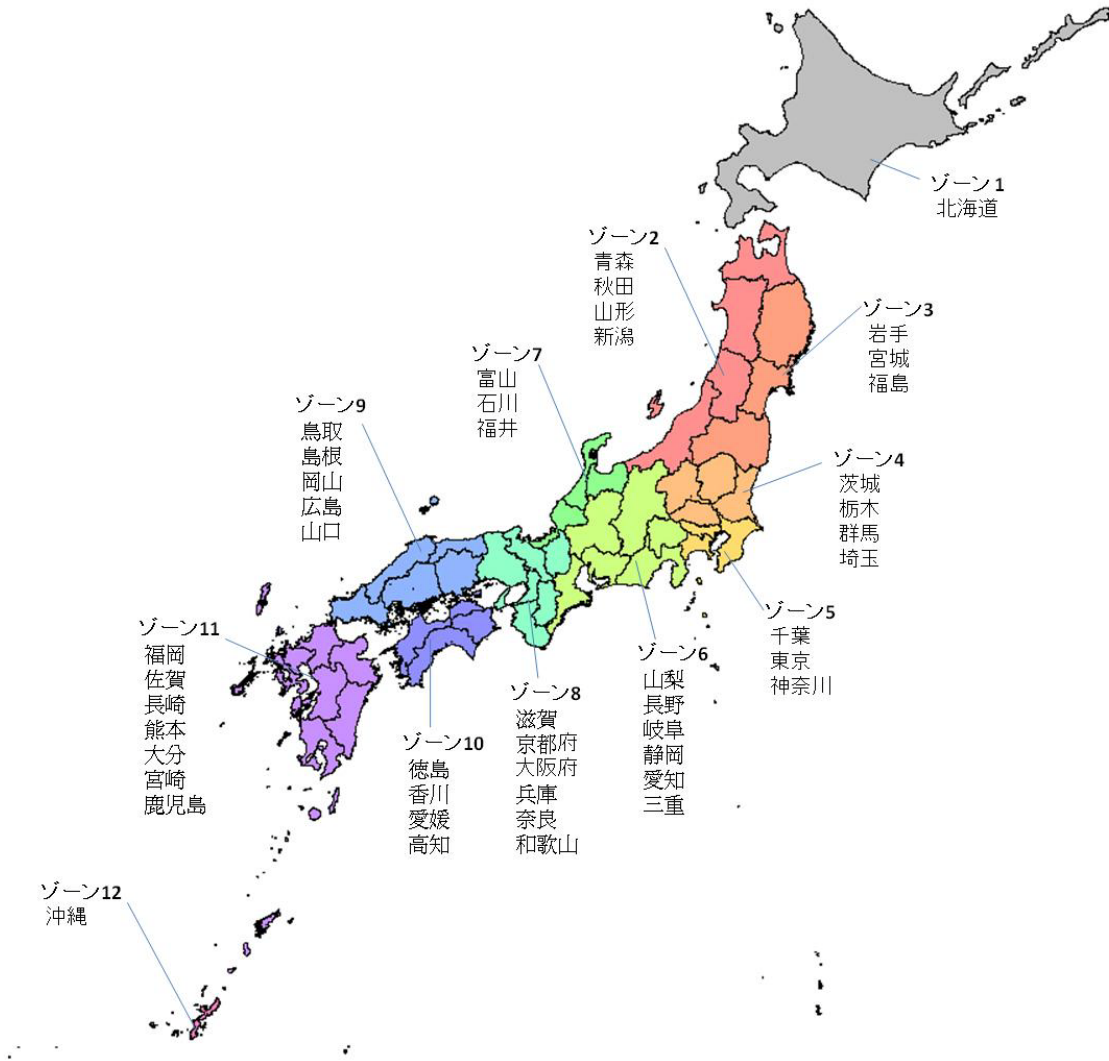 ゾーン1
北海道
ゾーン2
青森
秋田
山形
新潟
ゾーン3
岩手
宮城
福島
ゾーン4
茨城
栃木
群馬
埼玉
ゾーン5
千葉
東京
神奈川
ゾーン6
山梨
長野
岐阜
静岡
愛知
三重
ゾーン7
富山
石川
福井
ゾーン8
滋賀
京都府
大阪府
兵庫
奈良
和歌山
ゾーン9
鳥取
島根
岡山
広島
山口
ゾーン10
徳島
香川
愛媛
高知
ゾーン11
福岡
佐賀
長崎
熊本
大分
宮崎
鹿児島
ゾーン12
沖縄